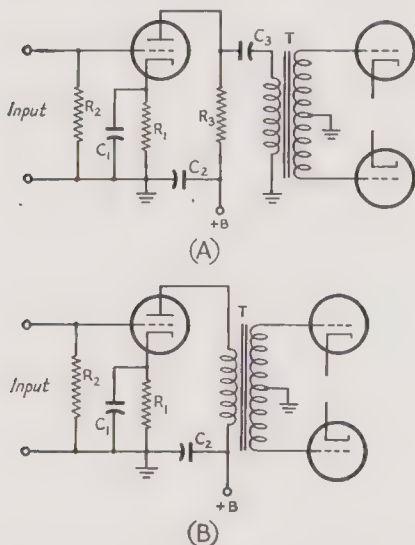 C₃ T
Input R₂ R₁ R₃
C₁ C₂
+B
(A)
T
Input R₂ R₁
C₁ C₂
+B
(B)